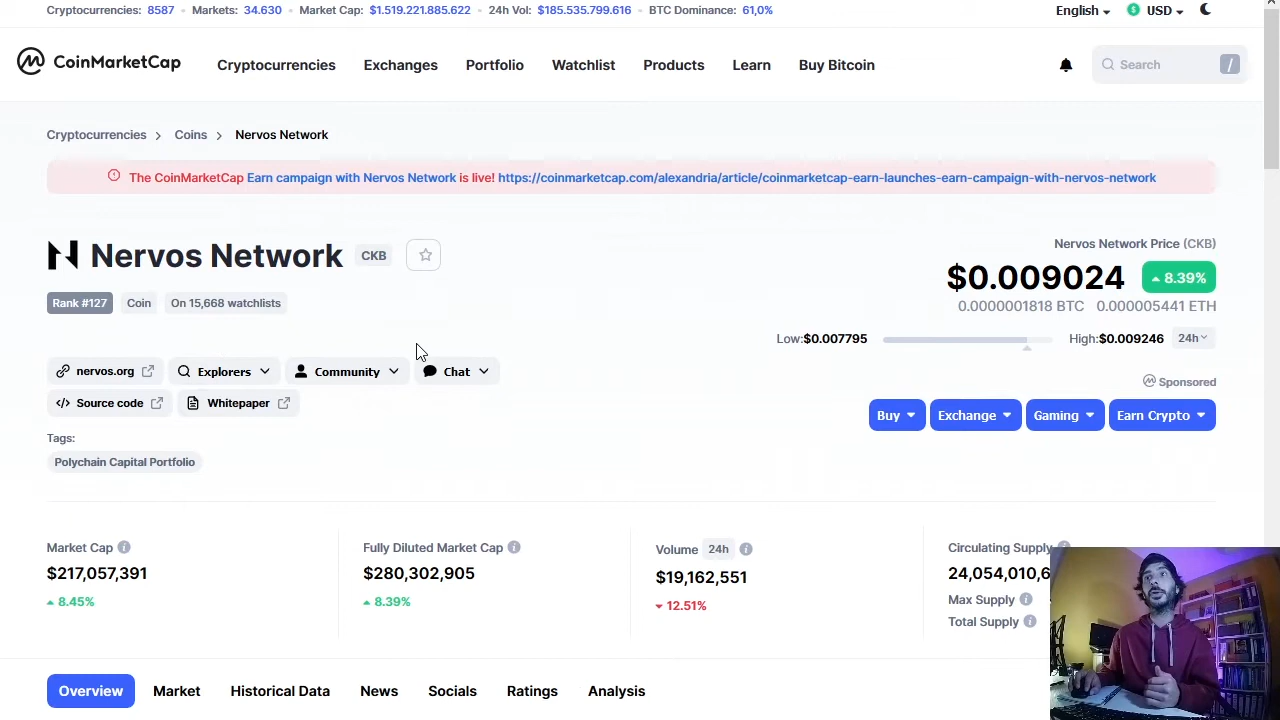 Cryptocurrencies: 8587 Markets: 34.630 Market Cap: $1.519.221.885.622 24h Vol: $185.535.799.616 BTC Dominance: 61,0% English USD
CoinMarketCap Cryptocurrencies Exchanges Portfolio Watchlist Products Learn Buy Bitcoin Search /
Cryptocurrencies > Coins > Nervos Network
The CoinMarketCap Earn campaign with Nervos Network is live! https://coinmarketcap.com/alexandria/article/coinmarketcap-earn-launches-earn-campaign-with-nervos-network
Nervos Network CKB
Rank #127 Coin On 15,668 watchlists
nervos.org Explorers Community Chat
Source code Whitepaper
Tags:
Polychain Capital Portfolio
Nervos Network Price (CKB)
$0.009024 8.39%
0.0000001818 BTC 0.000005441 ETH
Low:$0.007795 High:$0.009246 24h
Sponsored
Buy Exchange Gaming Earn Crypto
Market Cap
$217,057,391
8.45%
Fully Diluted Market Cap
$280,302,905
8.39%
Volume 24h
$19,162,551
12.51%
Circulating Supply
24,054,010,6
Max Supply
Total Supply
Overview Market Historical Data News Socials Ratings Analysis